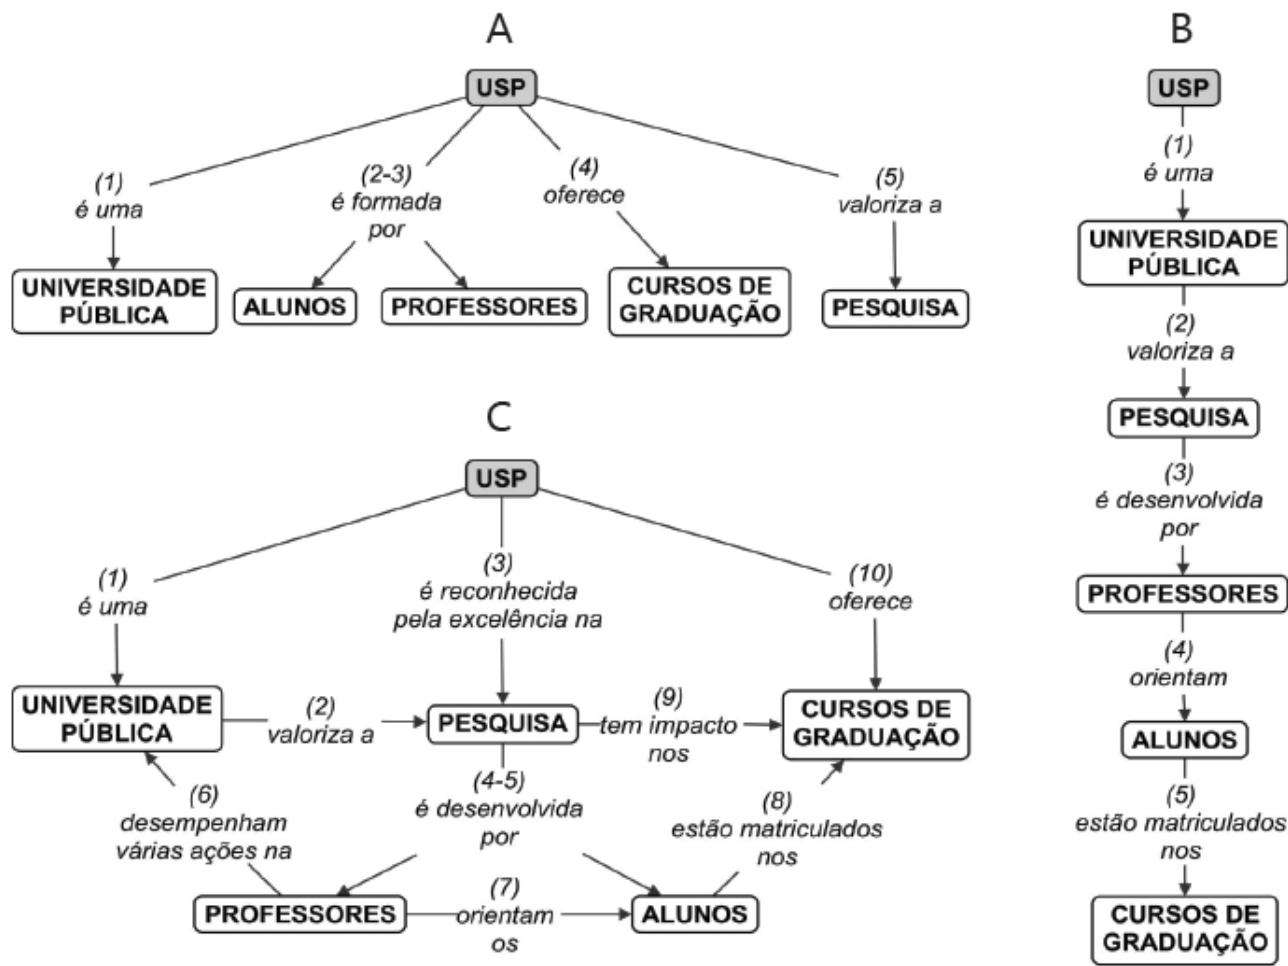 A
USP
(1)
é uma
(2-3)
é formada
por
(4)
oferece
(5)
valoriza a
UNIVERSIDADE
PÚBLICA
ALUNOS
PROFESSORES
CURSOS DE
GRADUAÇÃO
PESQUISA
B
USP
(1)
é uma
UNIVERSIDADE
PÚBLICA
(2)
valoriza a
PESQUISA
(3)
é desenvolvida
por
PROFESSORES
(4)
orientam
ALUNOS
(5)
estão matriculados
nos
CURSOS DE
GRADUAÇÃO
C
USP
(1)
é uma
(3)
é reconhecida
pela excelência na
(10)
oferece
UNIVERSIDADE
PÚBLICA
(2)
valoriza a
PESQUISA
(9)
tem impacto
nos
CURSOS DE
GRADUAÇÃO
(6)
desempenham
várias ações na
(4-5)
é desenvolvida
por
(8)
estão matriculados
nos
PROFESSORES
(7)
orientam
os
ALUNOS